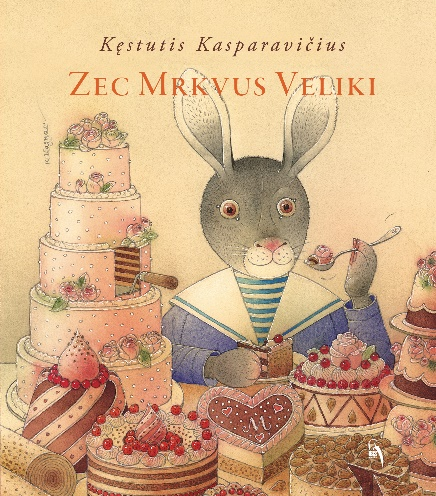 Kęstutis Kasparavičius
ZEC MRKVUS VELIKI
M